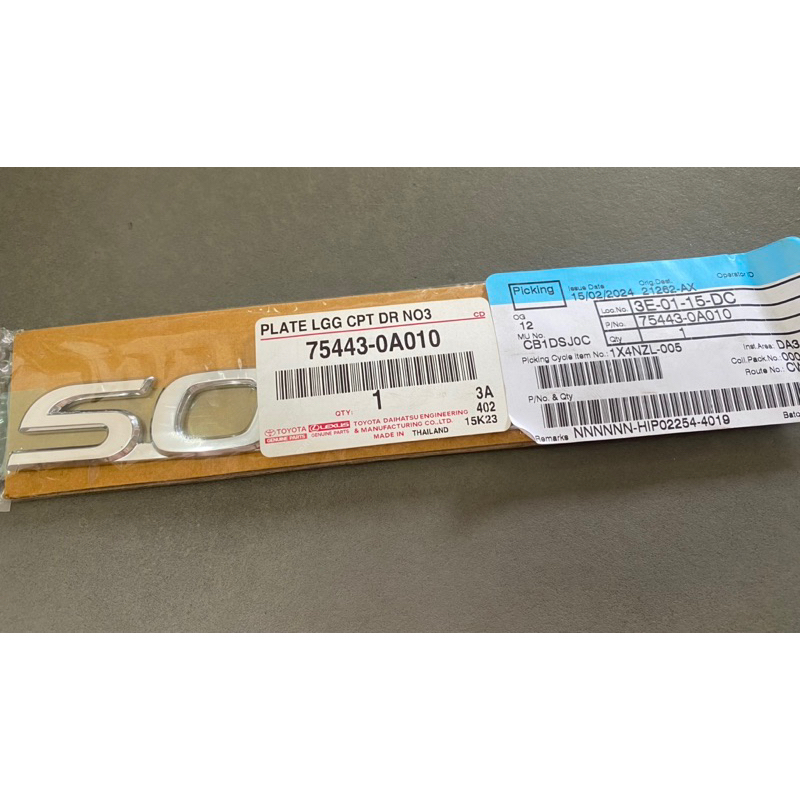 SO
PLATE LGG CPT DR NO3
CD
75443-0A010
1
QTY:
3A
402
15K23
TOYOTA
GENUINE PARTS
LEXUS
GENUINE PARTS
TOYOTA DAIHATSU ENGINEERING
& MANUFACTURING CO.,LTD.
MADE IN THAILAND
Picking
Issue Date
15/02/2024
Orig.Dest.
21262-AX
Operator
OG
12
Loc.No. 3E-01-15-DC
P/No. 75443-0A010
Qty 1
MU No.
CB1DSJ0C
Picking Cycle Item No.: 1X4NZL-005
Inst.Area: DA3
Coll.Pack.No.: 000
Route No.: CW
P/No. & Qty
Remarks NNNNNN-HIP02254-4019
Batc